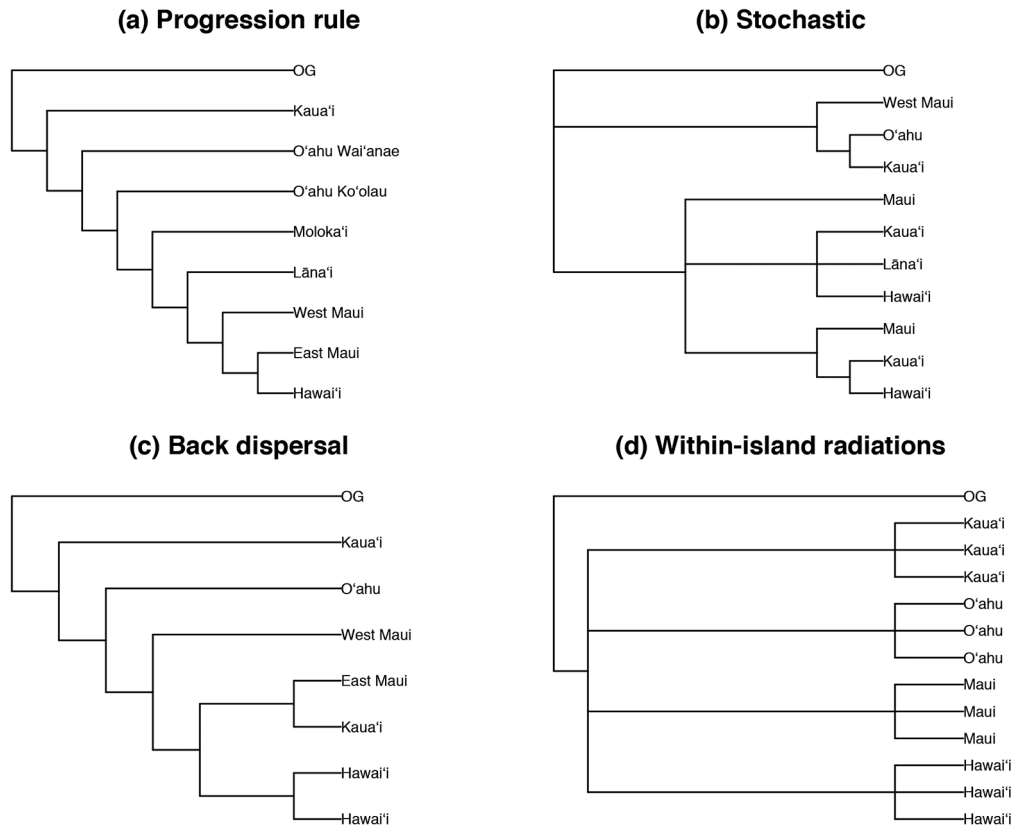 (a) Progression rule
OG
Kauaʻi
Oʻahu Waiʻanae
Oʻahu Koʻolau
Molokaʻi
Lānaʻi
West Maui
East Maui
Hawaiʻi
(b) Stochastic
OG
West Maui
Oʻahu
Kauaʻi
Maui
Kauaʻi
Lānaʻi
Hawaiʻi
Maui
Kauaʻi
Hawaiʻi
(c) Back dispersal
OG
Kauaʻi
Oʻahu
West Maui
East Maui
Kauaʻi
Hawaiʻi
Hawaiʻi
(d) Within-island radiations
OG
Kauaʻi
Kauaʻi
Kauaʻi
Oʻahu
Oʻahu
Oʻahu
Maui
Maui
Maui
Hawaiʻi
Hawaiʻi
Hawaiʻi